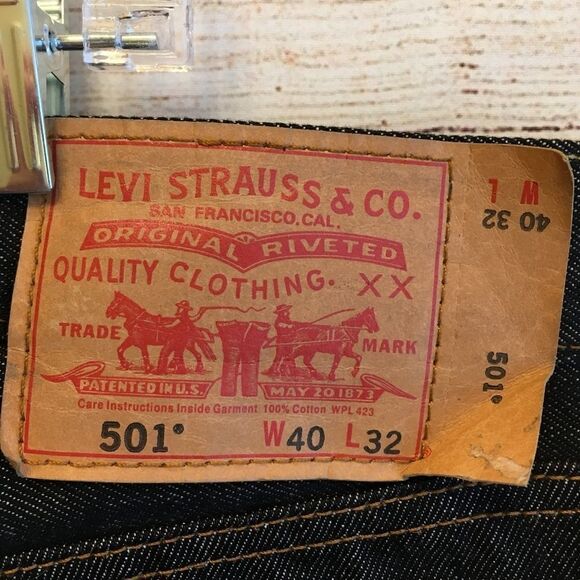 LEVI STRAUSS & CO.
SAN FRANCISCO, CAL.
ORIGINAL RIVETED
QUALITY CLOTHING. XX
TRADE MARK
PATENTED IN U.S. MAY 20 1873
Care Instructions Inside Garment 100% Cotton WPL 423
501® W40 L32
W L
40 32
501®